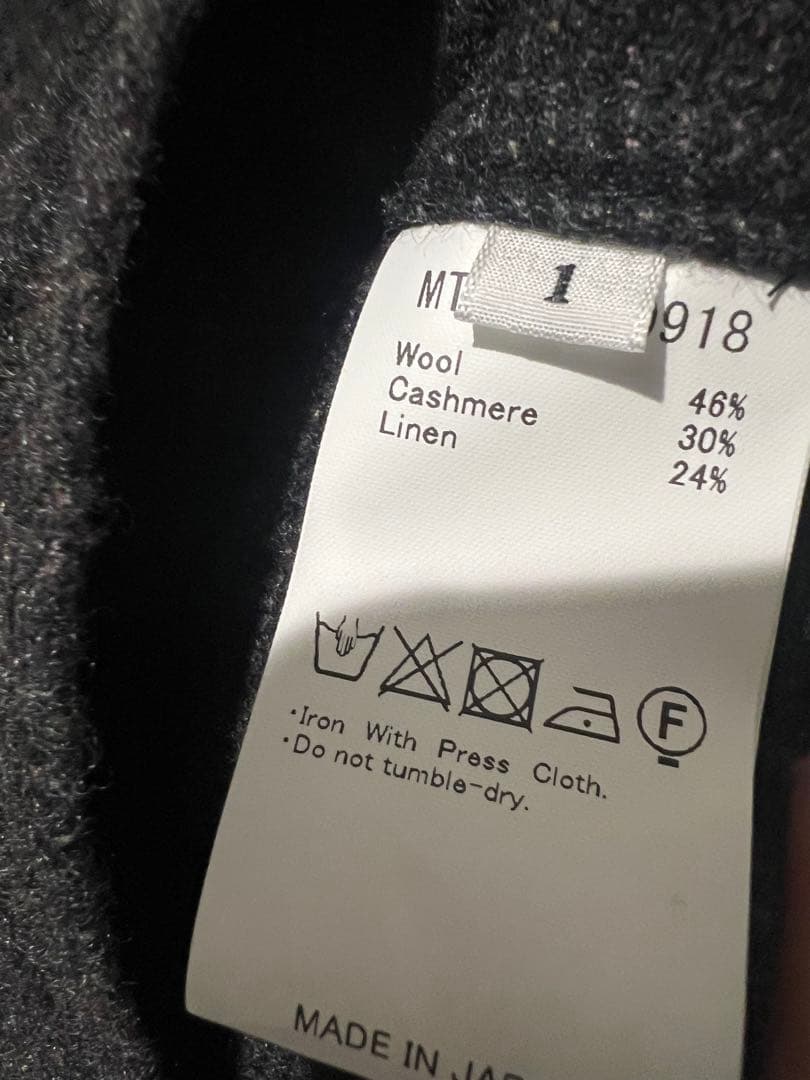 1
MT 918
Wool 46%
Cashmere 30%
Linen 24%
F
・Iron With Press Cloth.
・Do not tumble-dry.
MADE IN